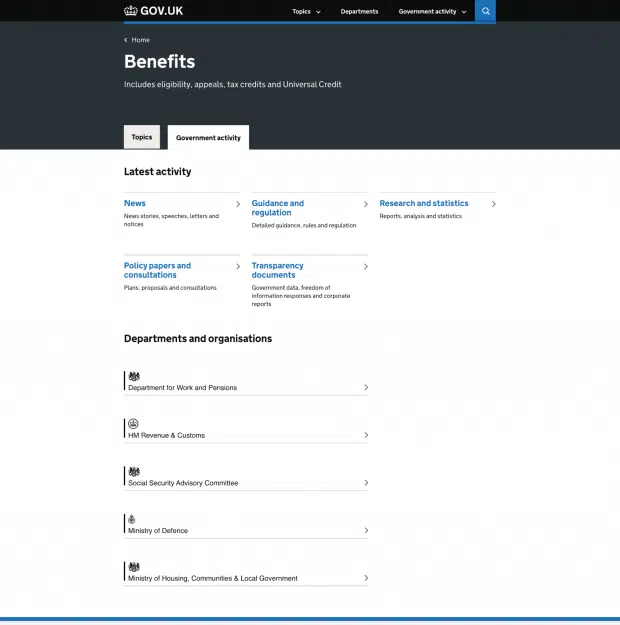 GOV.UK
Topics
Departments
Government activity
Home
Benefits
Includes eligibility, appeals, tax credits and Universal Credit
Topics
Government activity
Latest activity
News
News stories, speeches, letters and
notices
Guidance and
regulation
Detailed guidance, rules and regulation
Research and statistics
Reports, analysis and statistics
Policy papers and
consultations
Plans, proposals and consultations
Transparency
documents
Government data, freedom of
information responses and corporate
reports
Departments and organisations
Department for Work and Pensions
HM Revenue & Customs
Social Security Advisory Committee
Ministry of Defence
Ministry of Housing, Communities & Local Government